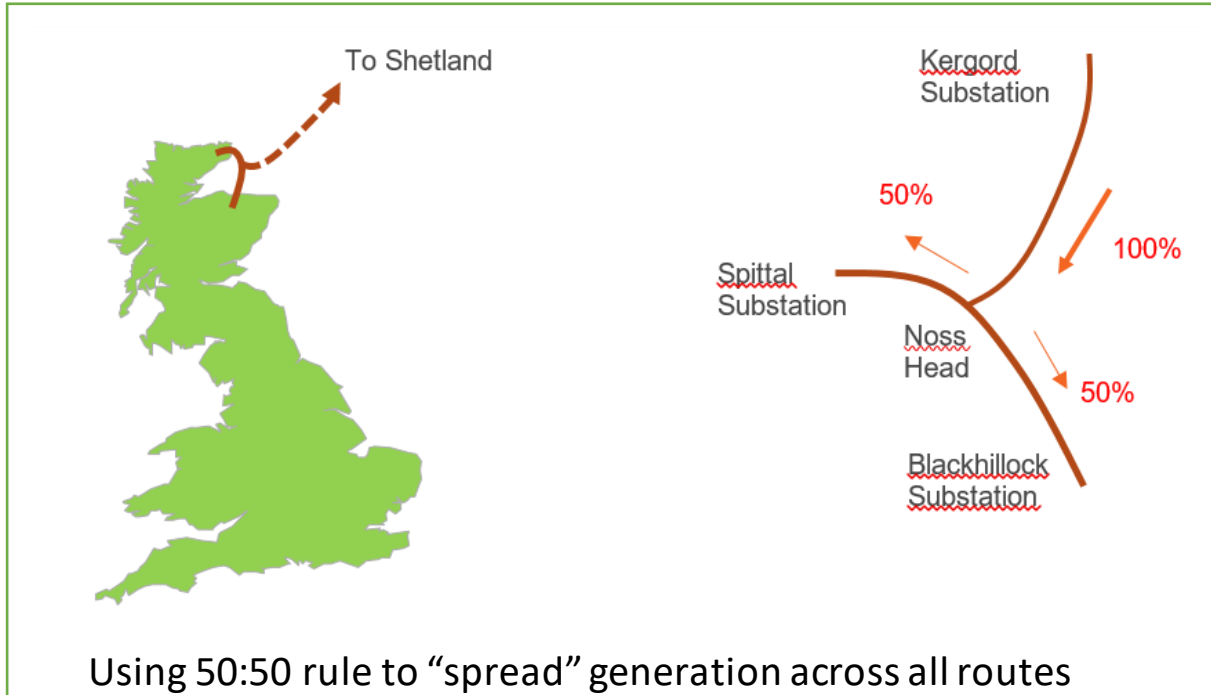 To Shetland
Kergord
Substation
50%
100%
Spittal
Substation
Noss
Head
50%
Blackhillock
Substation
Using 50:50 rule to “spread” generation across all routes